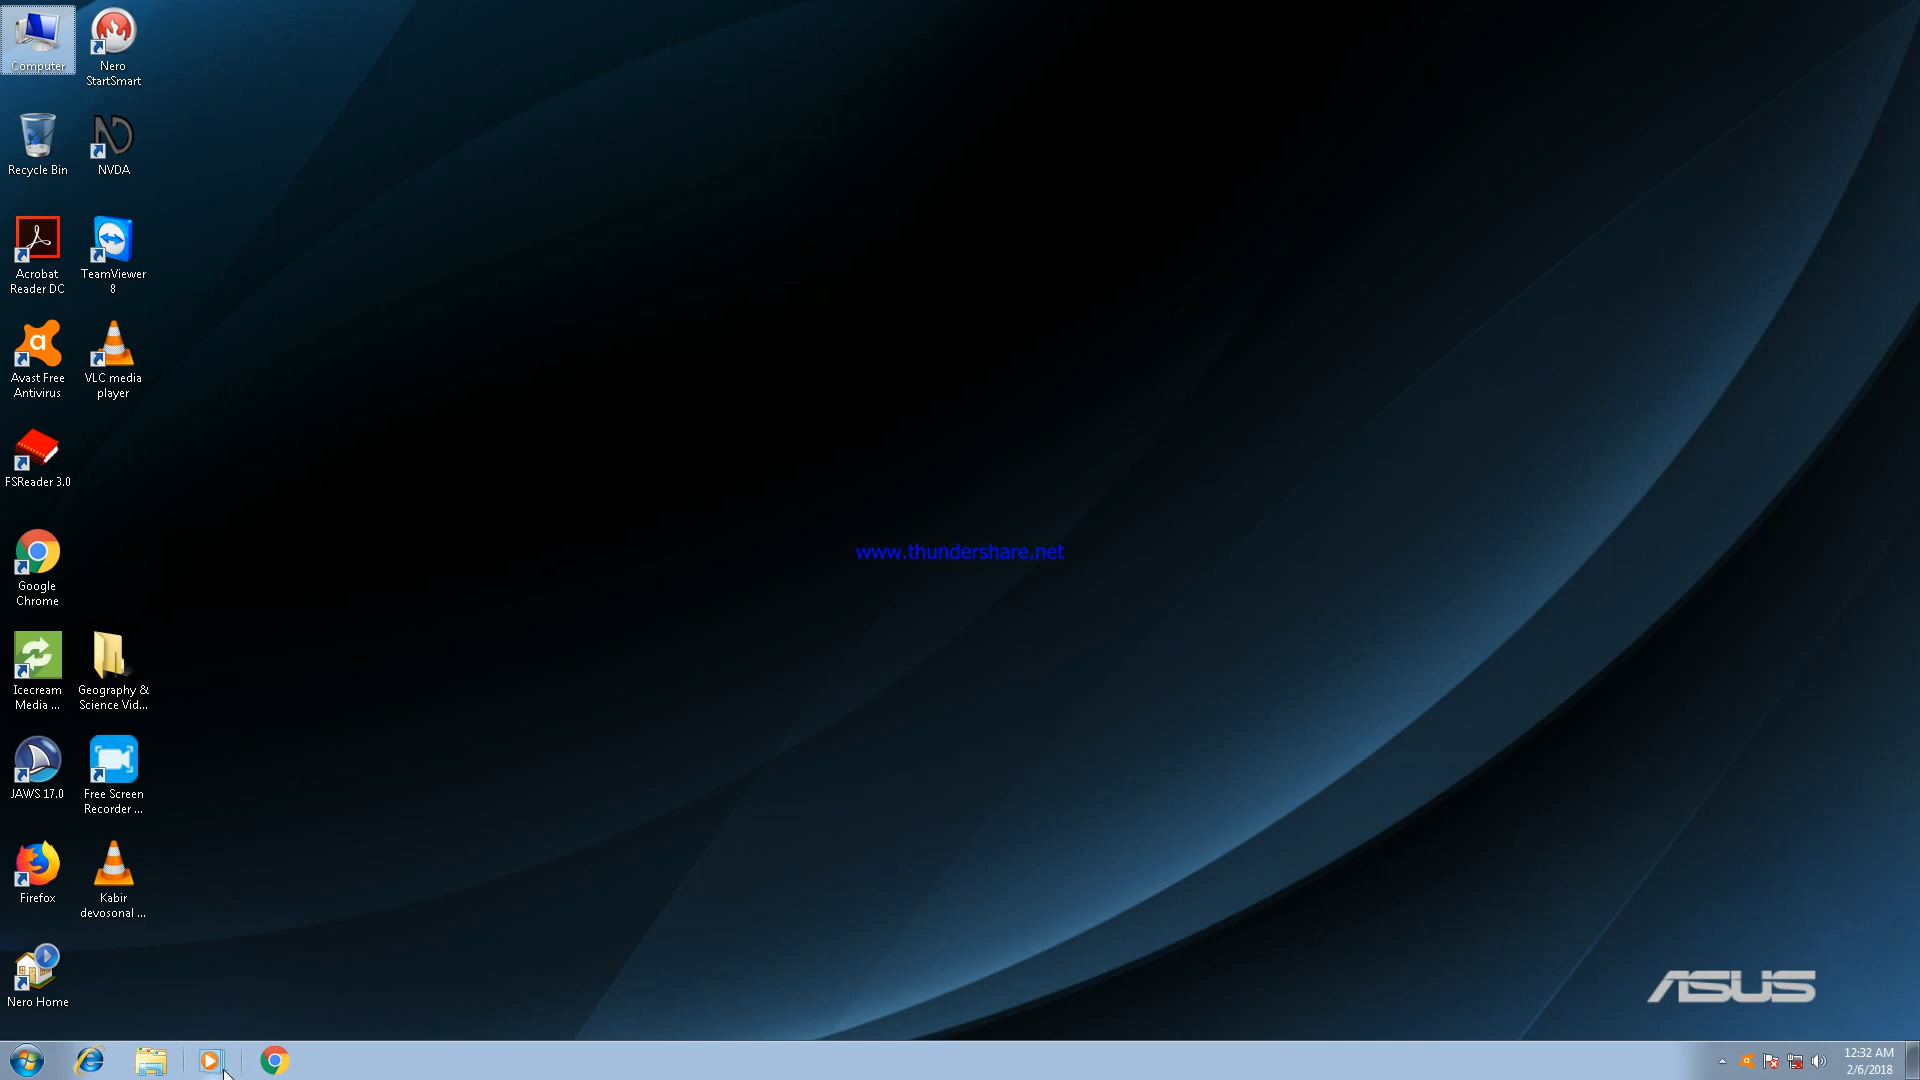 Computer
Nero
StartSmart
Recycle Bin
NVDA
Acrobat
Reader DC
TeamViewer
8
Avast Free
Antivirus
VLC media
player
FSReader 3.0
Google
Chrome
www.thundershare.net
Icecream
Media ...
Geography &
Science Vid...
JAWS 17.0
Free Screen
Recorder ...
Firefox
Kabir
devosonal ...
Nero Home
ASUS
12:32 AM
2/6/2018